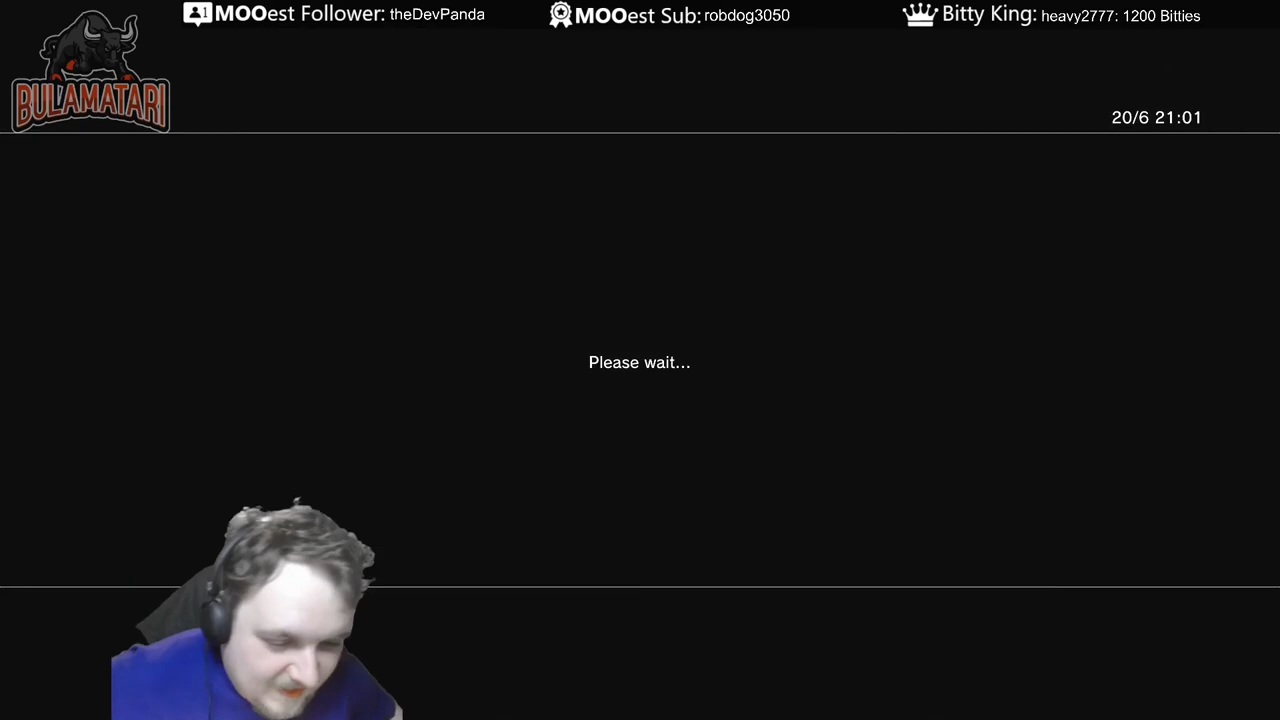 MOOest Follower: theDevPanda
MOOest Sub: robdog3050
Bitty King: heavy2777: 1200 Bitties
BULAMATARI
20/6 21:01
Please wait...